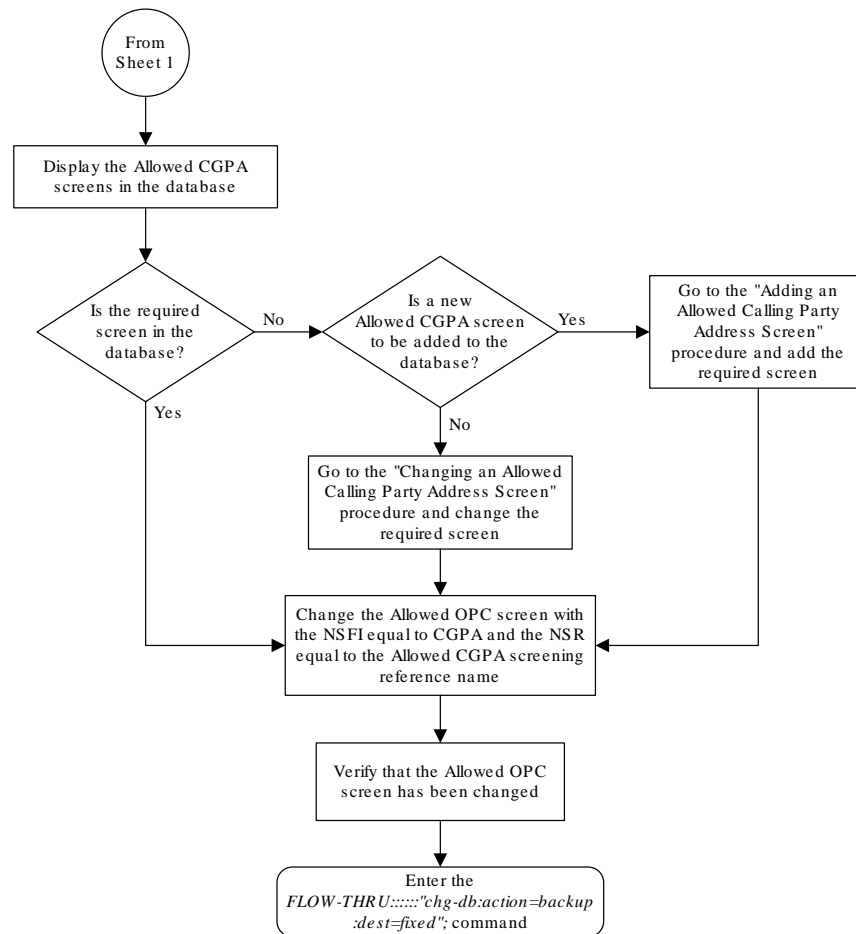 From
Sheet 1
Display the Allowed CGPA
screens in the database
Is the required
screen in the
database?
No
Yes
Is a new
Allowed CGPA screen
to be added to the
database?
Yes
No
Go to the "Adding an
Allowed Calling Party
Address Screen"
procedure and add the
required screen
Go to the "Changing an Allowed
Calling Party Address Screen"
procedure and change the
required screen
Change the Allowed OPC screen with
the NSFI equal to CGPA and the NSR
equal to the Allowed CGPA screening
reference name
Verify that the Allowed OPC
screen has been changed
Enter the
FLOW-THRU::::::"chg-db:action=backup
:dest=fixed"; command